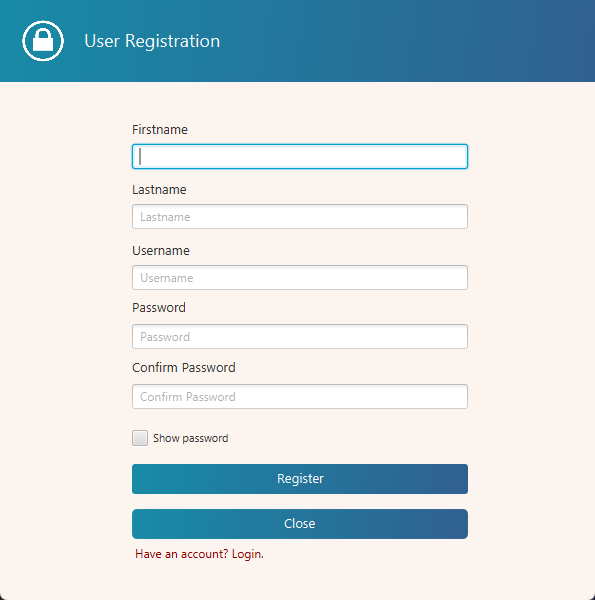 User Registration
Firstname
Lastname
Lastname
Username
Username
Password
Password
Confirm Password
Confirm Password
Show password
Register
Close
Have an account? Login.